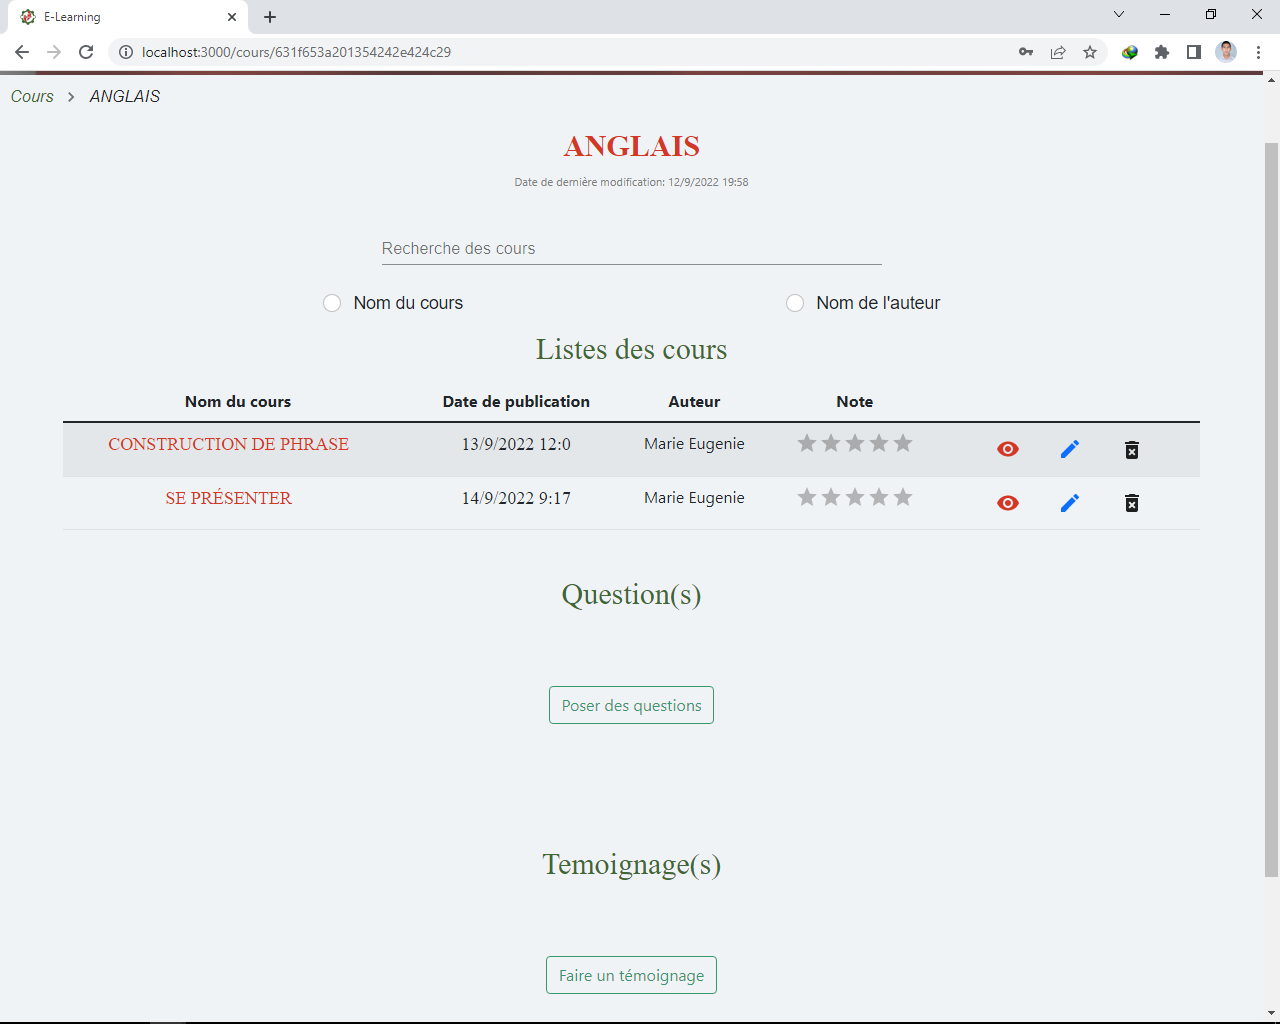 E-Learning
localhost:3000/cours/631f653a201354242e424c29
Cours > ANGLAIS
ANGLAIS
Date de dernière modification: 12/9/2022 19:58
Recherche des cours
Nom du cours Nom de l'auteur
Listes des cours
Nom du cours Date de publication Auteur Note
CONSTRUCTION DE PHRASE 13/9/2022 12:0 Marie Eugenie
SE PRÉSENTER 14/9/2022 9:17 Marie Eugenie
Question(s)
Poser des questions
Temoignage(s)
Faire un témoignage